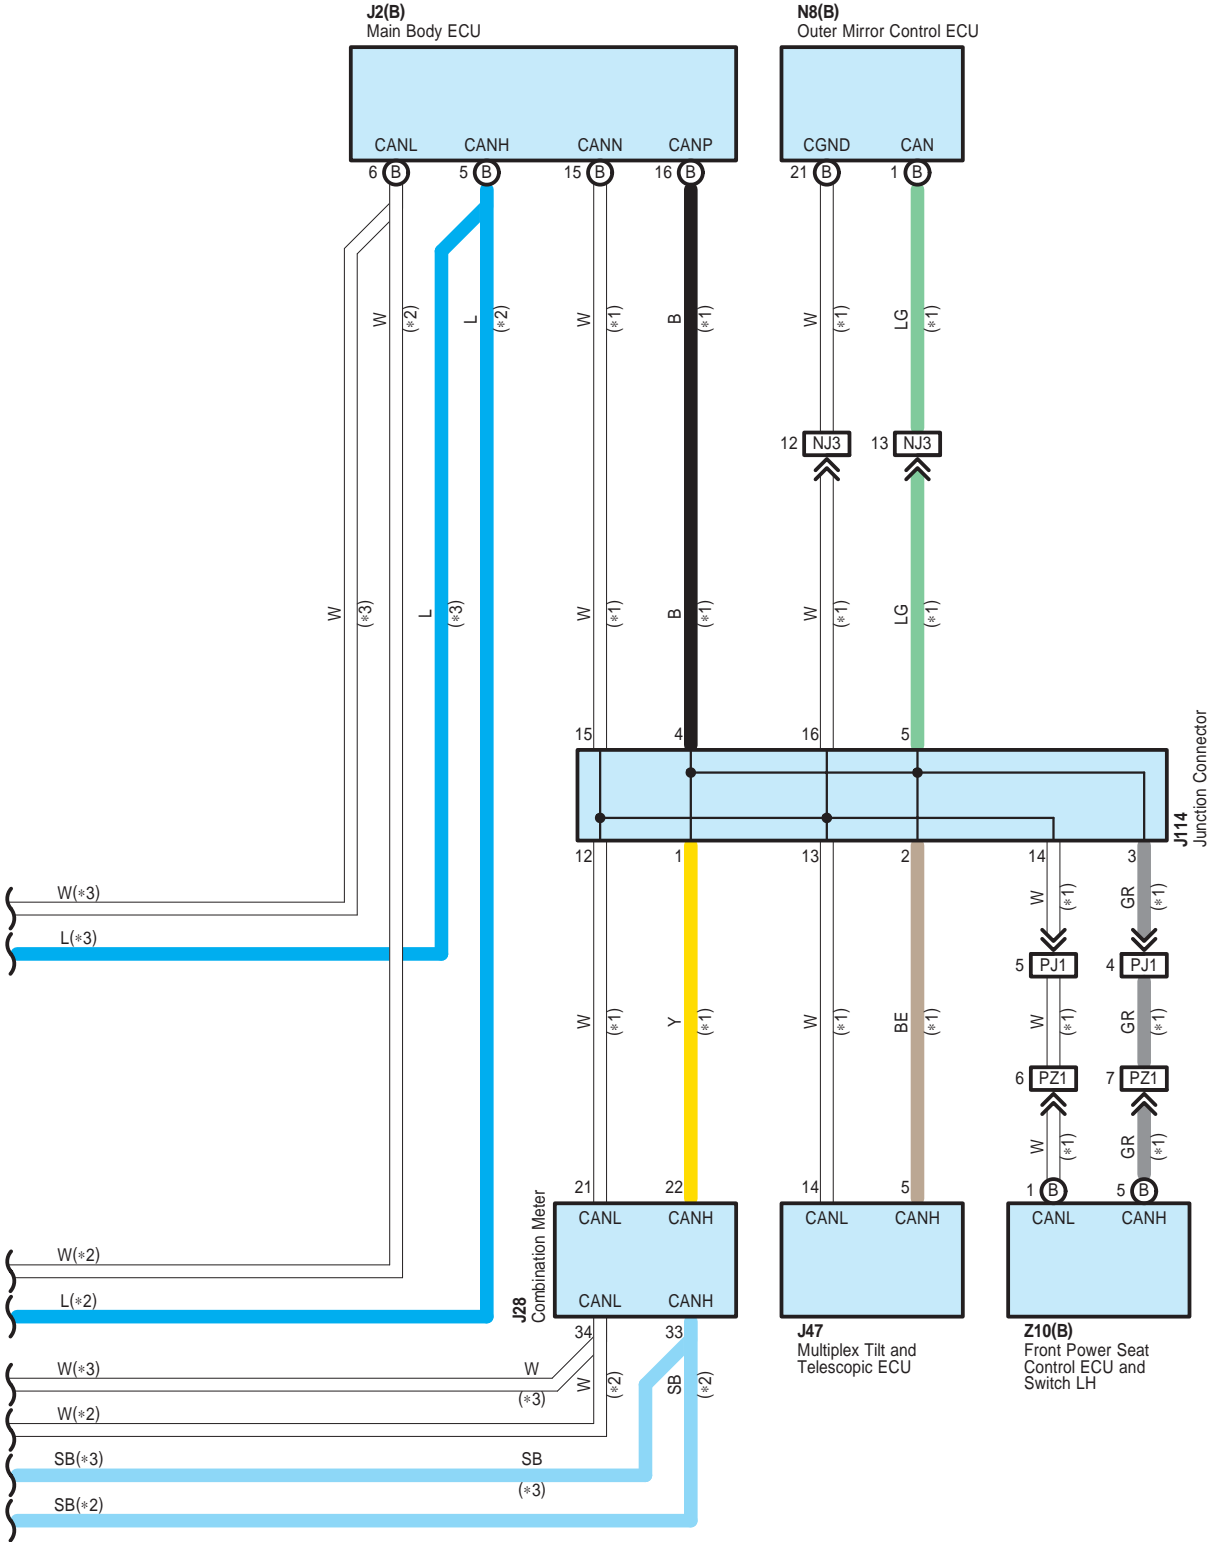 J2(B)
Main Body ECU
N8(B)
Outer Mirror Control ECU
CANL CANH CANN CANP
CGND CAN
6 B 5 B 15 B 16 B 21 B 1 B
W (*2) L (*2) W (*1) B (*1) W (*1) LG (*1)
12 NJ3 13 NJ3
W (*3) L (*3) W (*1) B (*1) W (*1) LG (*1)
15 4 16 5
J114
Junction Connector
12 1 13 2 14 3
W (*1) GR (*1)
W(*3)
L(*3)
5 PJ1 4 PJ1
W (*1) Y (*1) W (*1) BE (*1) W (*1) GR (*1)
6 PZ1 7 PZ1
W (*1) GR (*1)
21 22 14 5 1 B 5 B
CANL CANH CANL CANH CANL CANH
J28
Combination Meter
W(*2)
L(*2)
CANL CANH
34 33
J47
Multiplex Tilt and
Telescopic ECU
Z10(B)
Front Power Seat
Control ECU and
Switch LH
W(*3) W
(*3)
W (*2) SB (*2)
W(*2)
SB(*3) SB
(*3)
SB(*2)